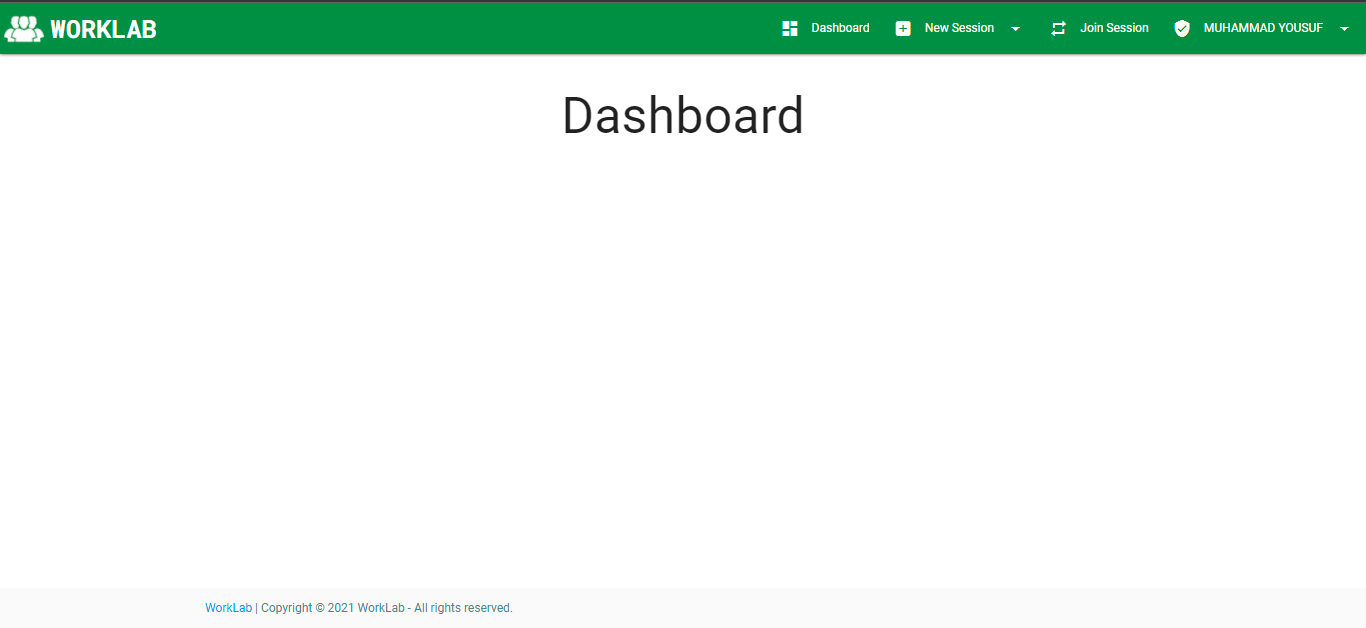 WORKLAB
Dashboard
New Session
Join Session
MUHAMMAD YOUSUF
Dashboard
WorkLab | Copyright © 2021 WorkLab - All rights reserved.